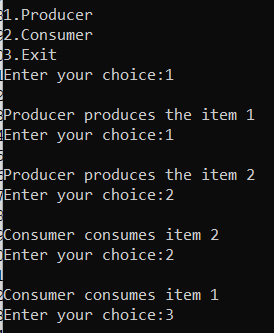 1.Producer
2.Consumer
3.Exit
Enter your choice:1

Producer produces the item 1
Enter your choice:1

Producer produces the item 2
Enter your choice:2

Consumer consumes item 2
Enter your choice:2

Consumer consumes item 1
Enter your choice:3